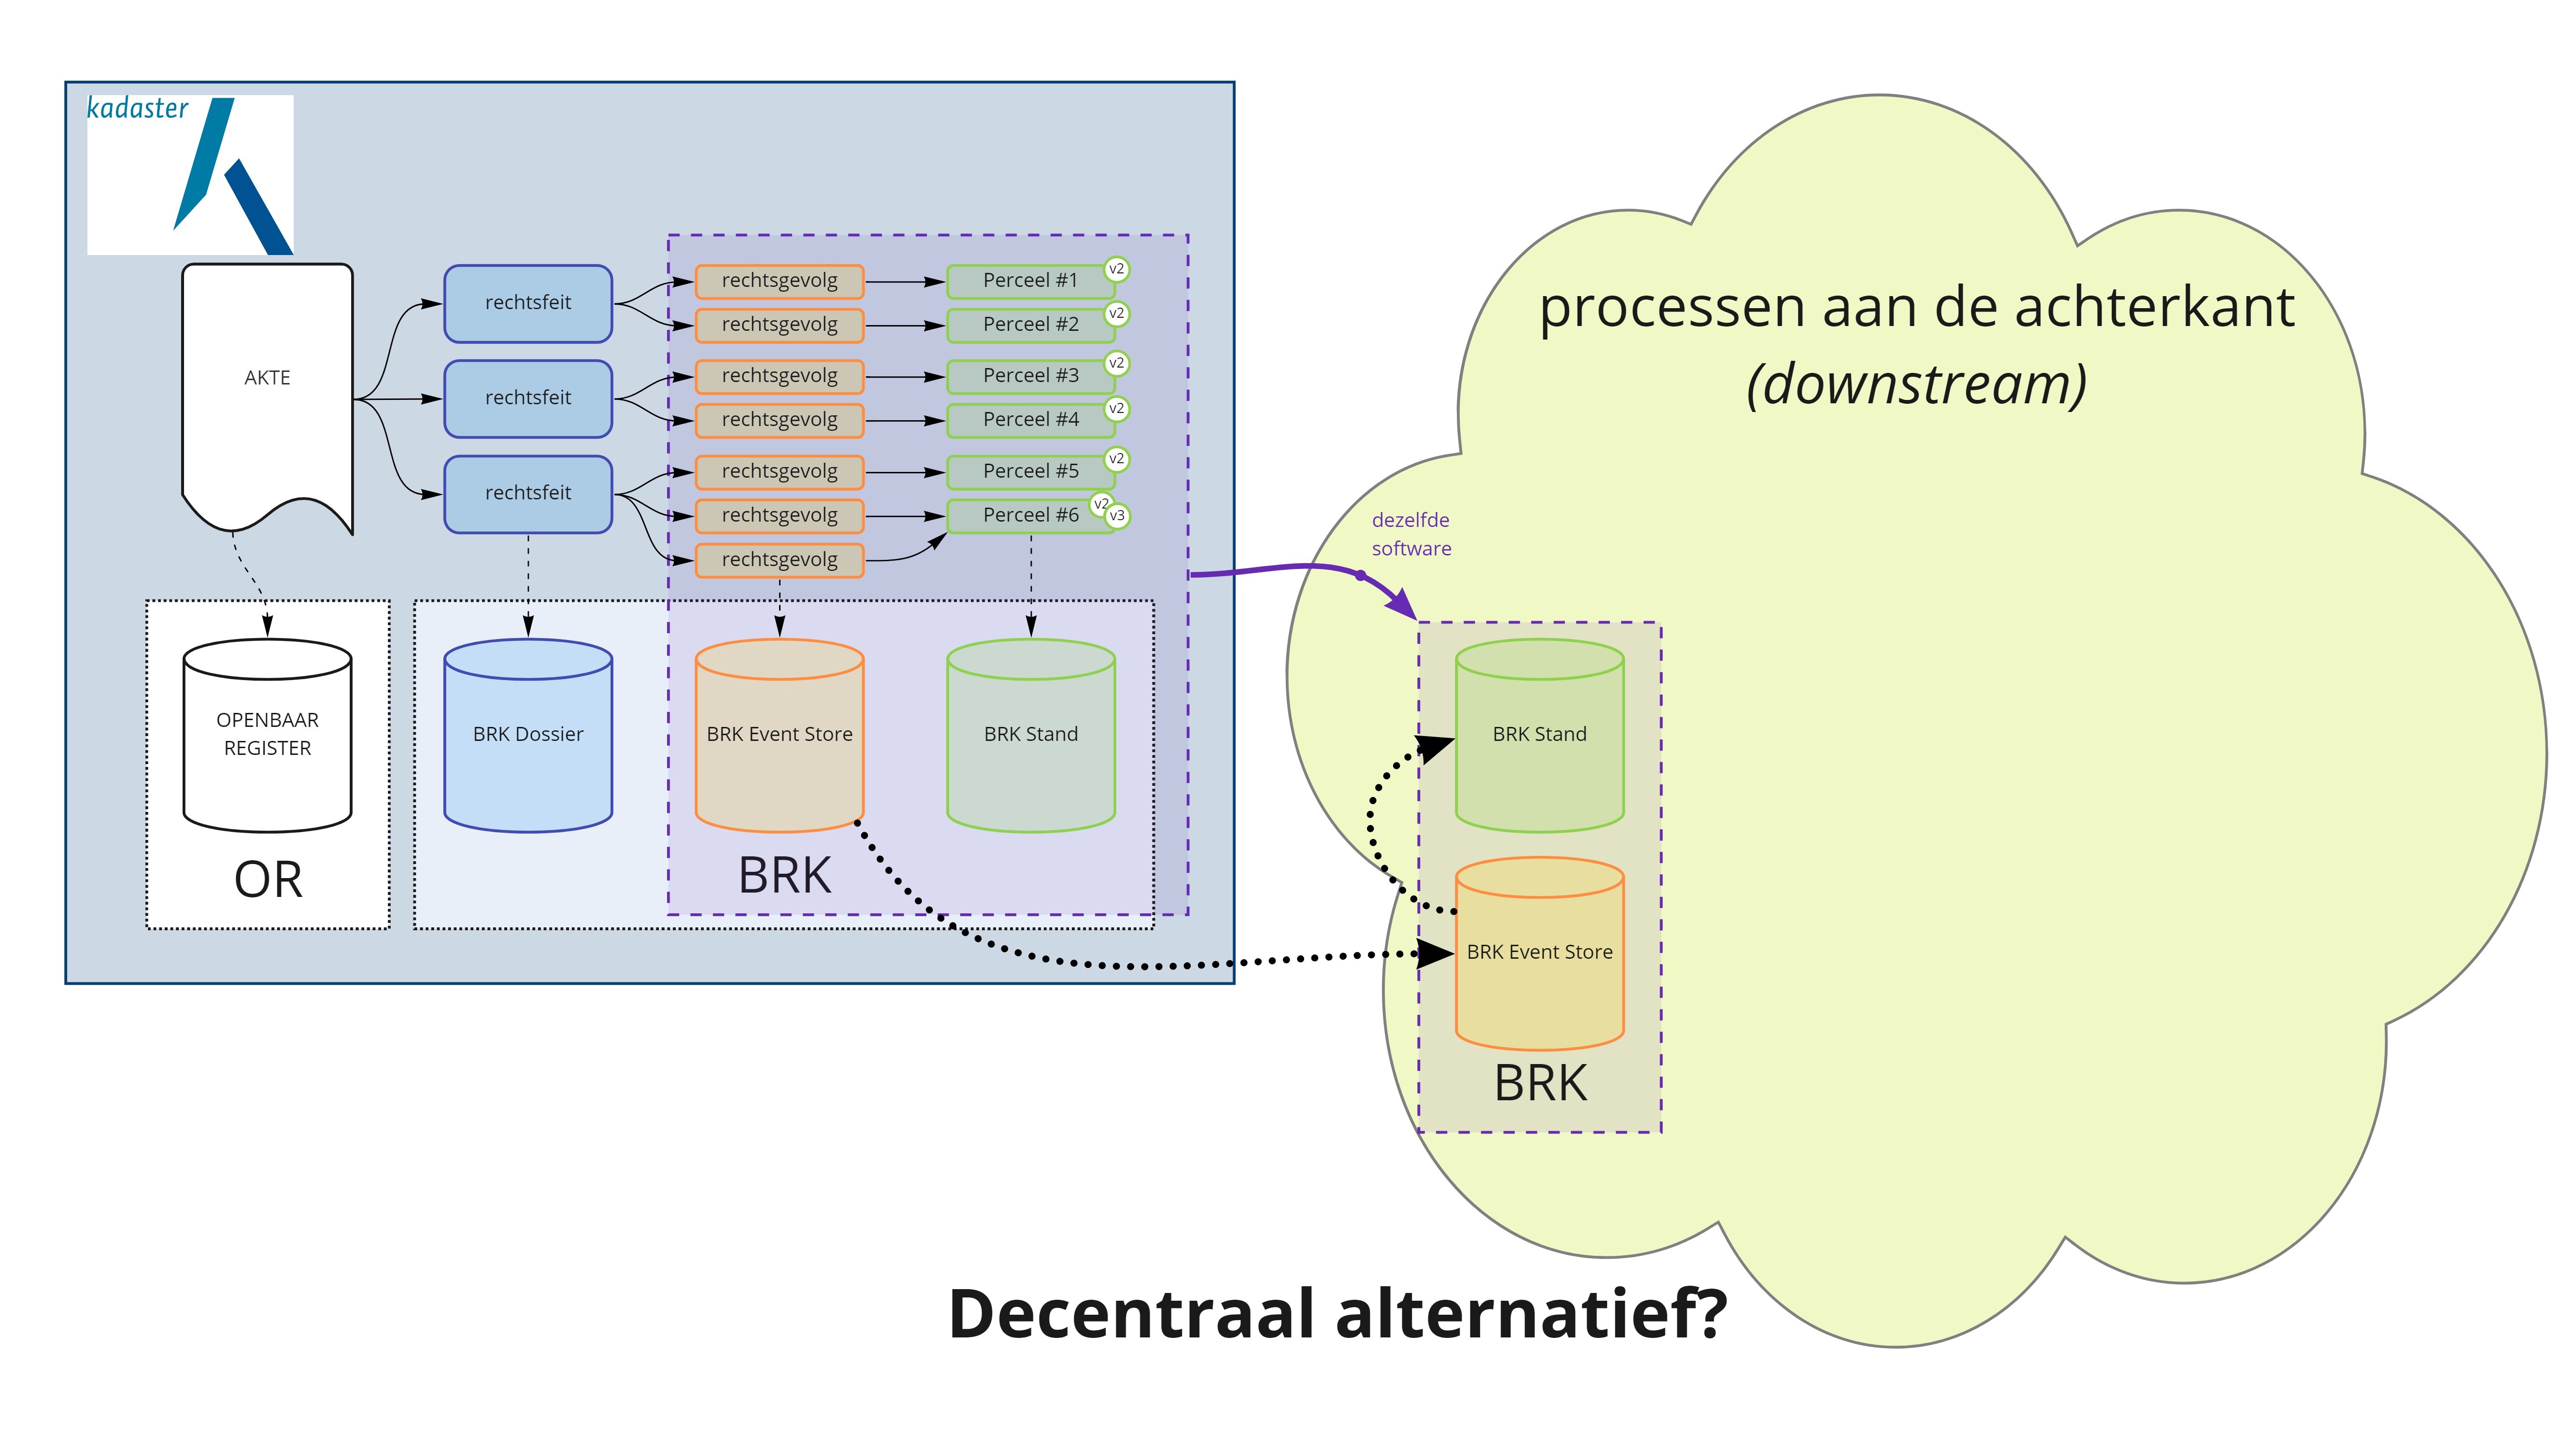 kadaster
AKTE
rechtsfeit
rechtsfeit
rechtsfeit
rechtsgevolg
rechtsgevolg
rechtsgevolg
rechtsgevolg
rechtsgevolg
rechtsgevolg
rechtsgevolg
Perceel #1
v2
Perceel #2
v2
Perceel #3
v2
Perceel #4
v2
Perceel #5
v2
Perceel #6
v2
v3
OPENBAAR
REGISTER
OR
BRK Dossier
BRK Event Store
BRK Stand
BRK
processen aan de achterkant
(downstream)
dezelfde
software
BRK Stand
BRK Event Store
BRK
Decentraal alternatief?